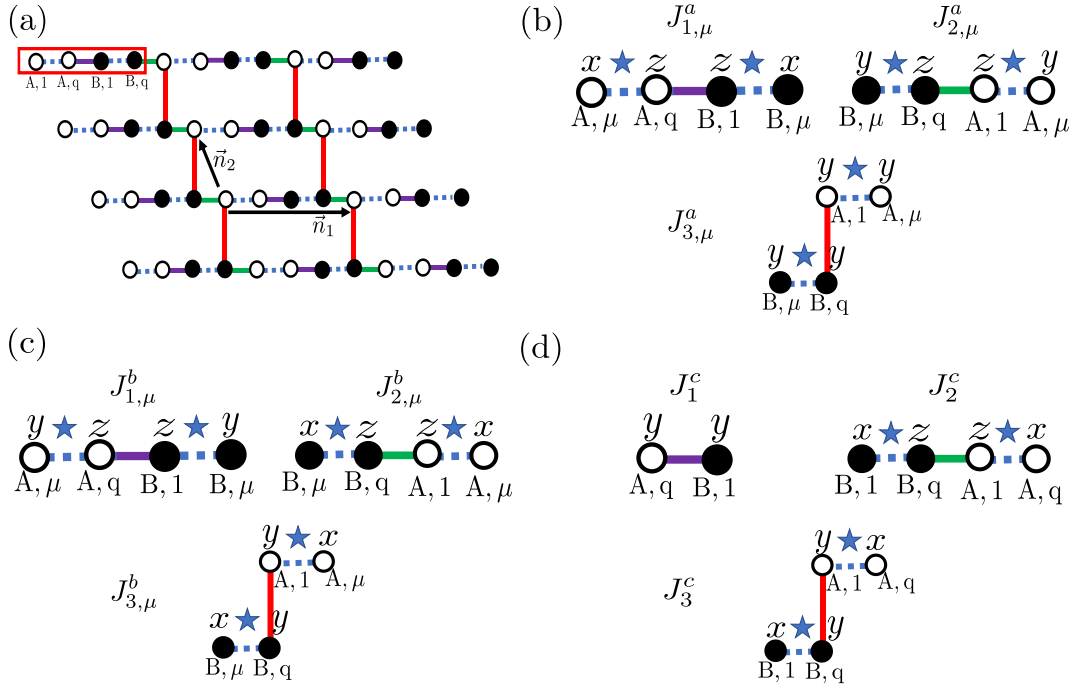 (a)
A,1 A,q B,1 B,q
n⃗₂
n⃗₁
(b)
J^a_{1,μ} J^a_{2,μ}
x z z x y z z y
A,μ A,q B,1 B,μ B,μ B,q A,1 A,μ
y y
A,1 A,μ
J^a_{3,μ}
y y
B,μ B,q
(c)
J^b_{1,μ} J^b_{2,μ}
y z z y x z z x
A,μ A,q B,1 B,μ B,μ B,q A,1 A,μ
y x
A,1 A,μ
J^b_{3,μ}
x y
B,μ B,q
(d)
J^c_1 J^c_2
y y x z z x
A,q B,1 B,1 B,q A,1 A,q
y x
A,1 A,q
J^c_3
x y
B,1 B,q